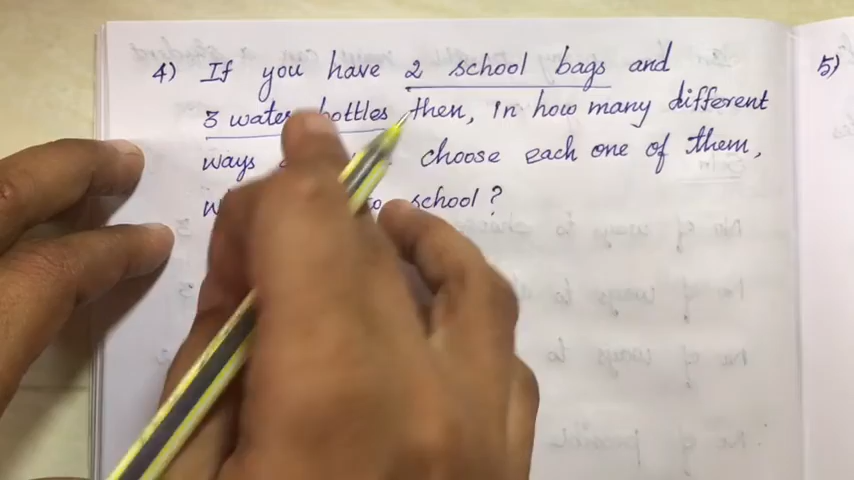 4) If you have 2 school bags and
3 water bottles then, in how many different
ways choose each one of them,
to school?
5)